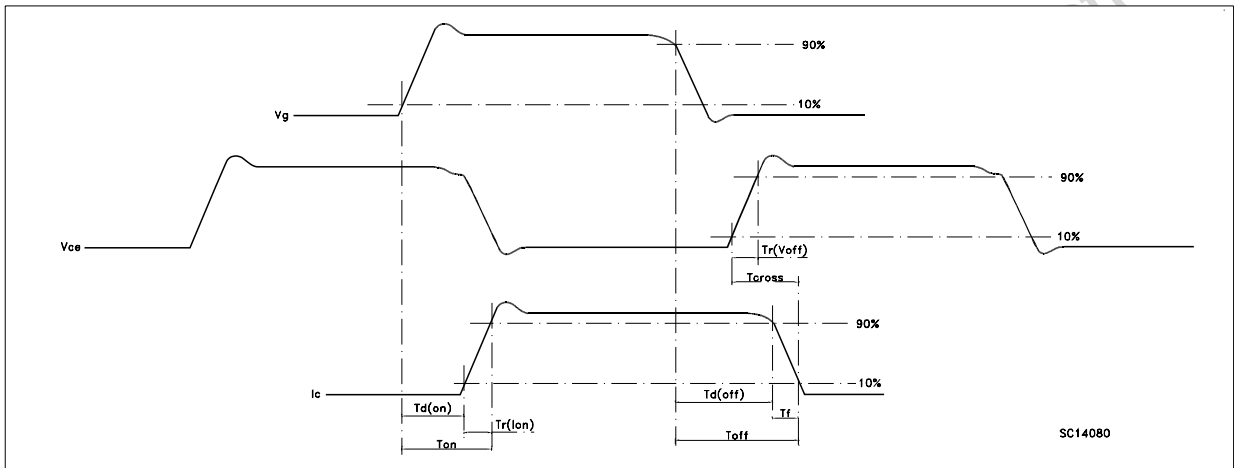 90%
10%
Vg
90%
Vce
10%
Tr(Voff)
Tcross
90%
10%
Ic
Td(on)
Td(off)
Tr(Ion)
Tf
Ton
Toff
SC14080